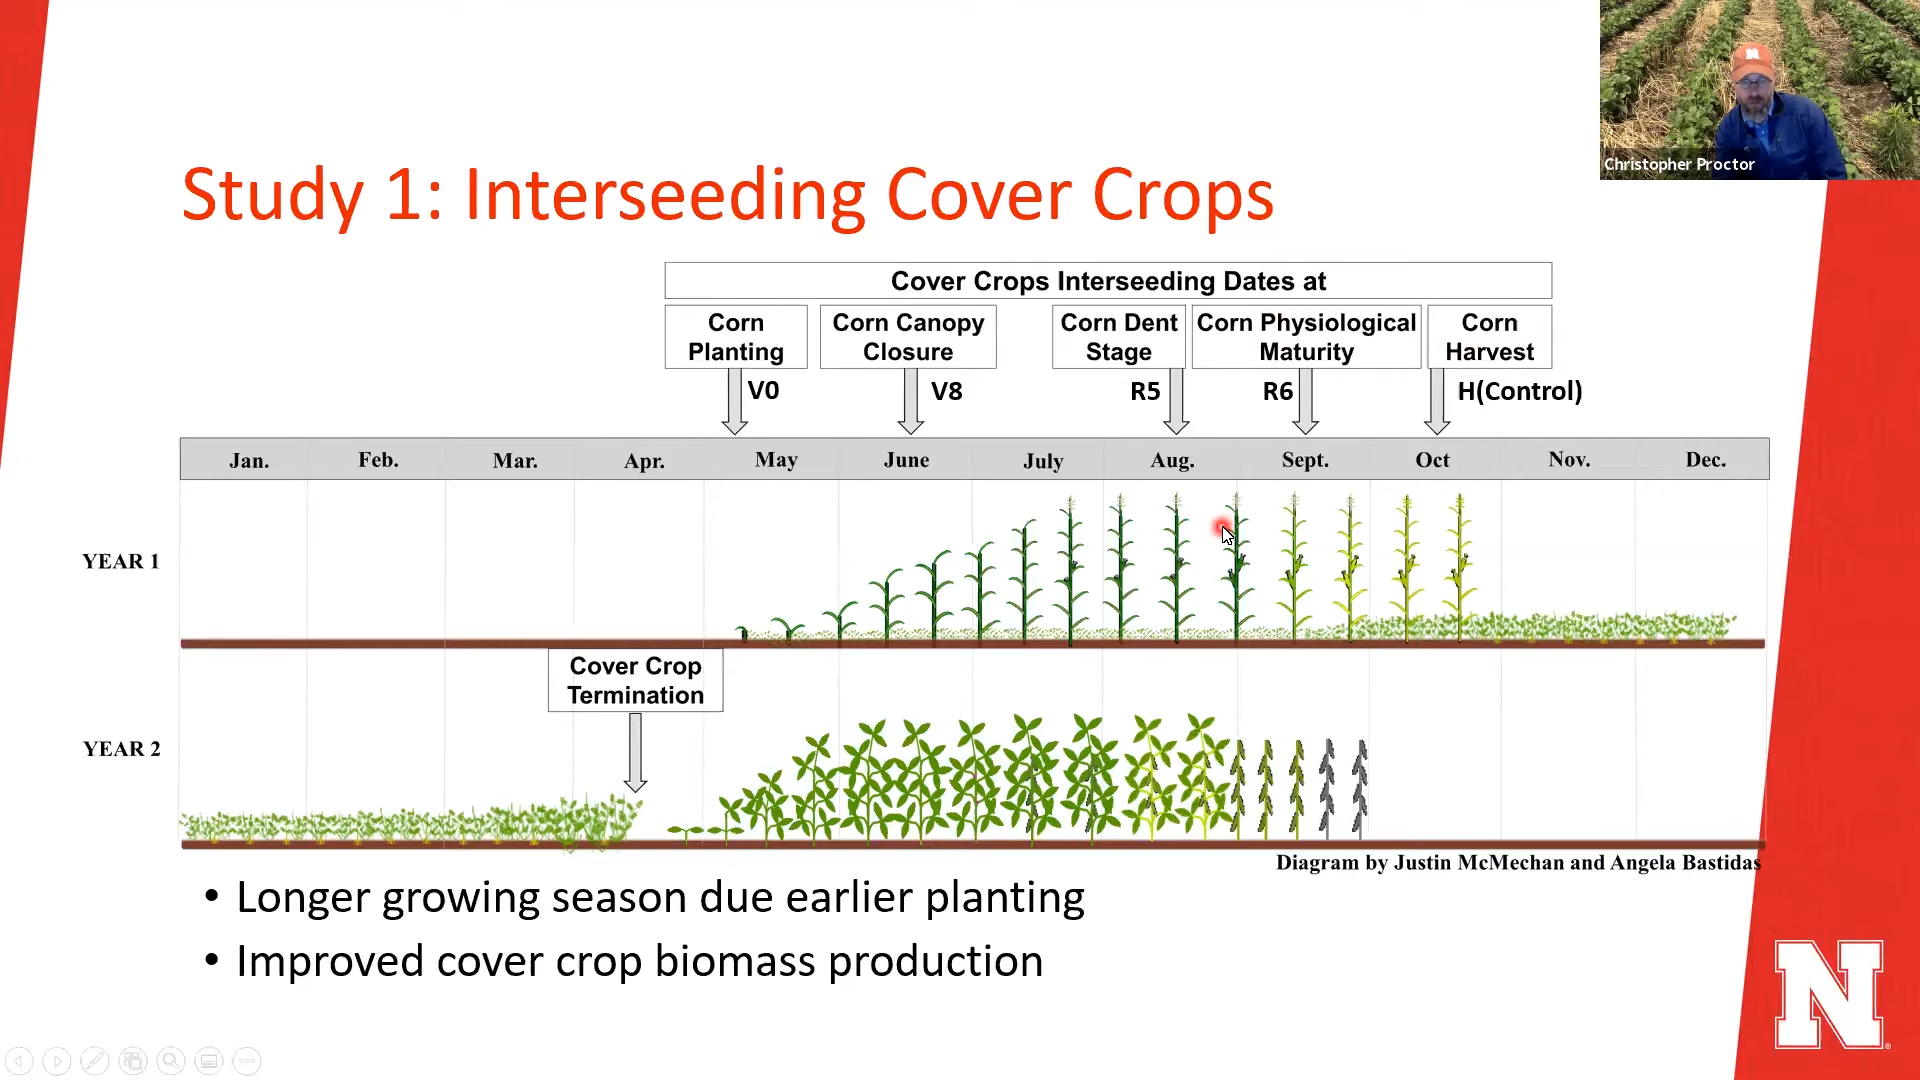 N
Christopher Proctor
Study 1: Interseeding Cover Crops
Cover Crops Interseeding Dates at
Corn Planting
Corn Canopy Closure
Corn Dent Stage
Corn Physiological Maturity
Corn Harvest
V0
V8
R5
R6
H(Control)
Jan. Feb. Mar. Apr. May June July Aug. Sept. Oct Nov. Dec.
YEAR 1
Cover Crop
Termination
YEAR 2
Diagram by Justin McMechan and Angela Bastidas
• Longer growing season due earlier planting
• Improved cover crop biomass production
N